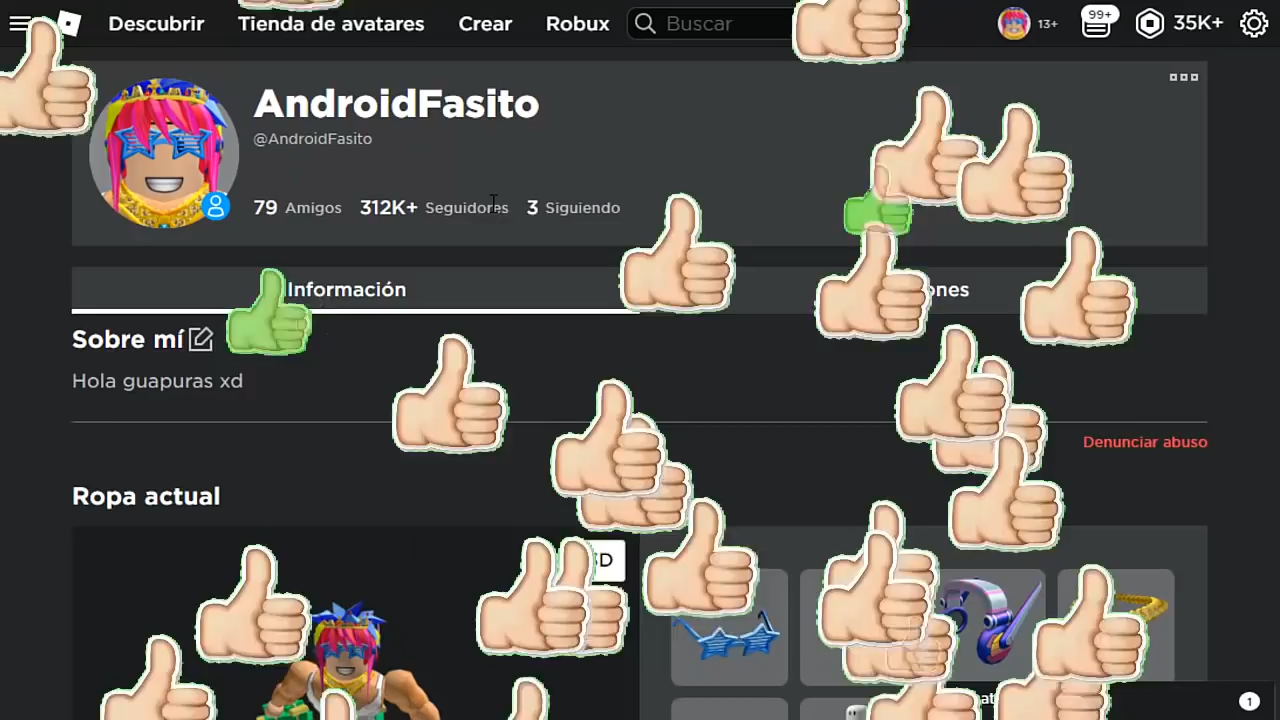 Descubrir Tienda de avatares Crear Robux Buscar 13+ 99+ 35K+
AndroidFasito
@AndroidFasito
79 Amigos 312K+ Seguidores 3 Siguiendo
Información
Sobre mí
Hola guapuras xd
Denunciar abuso
Ropa actual
1